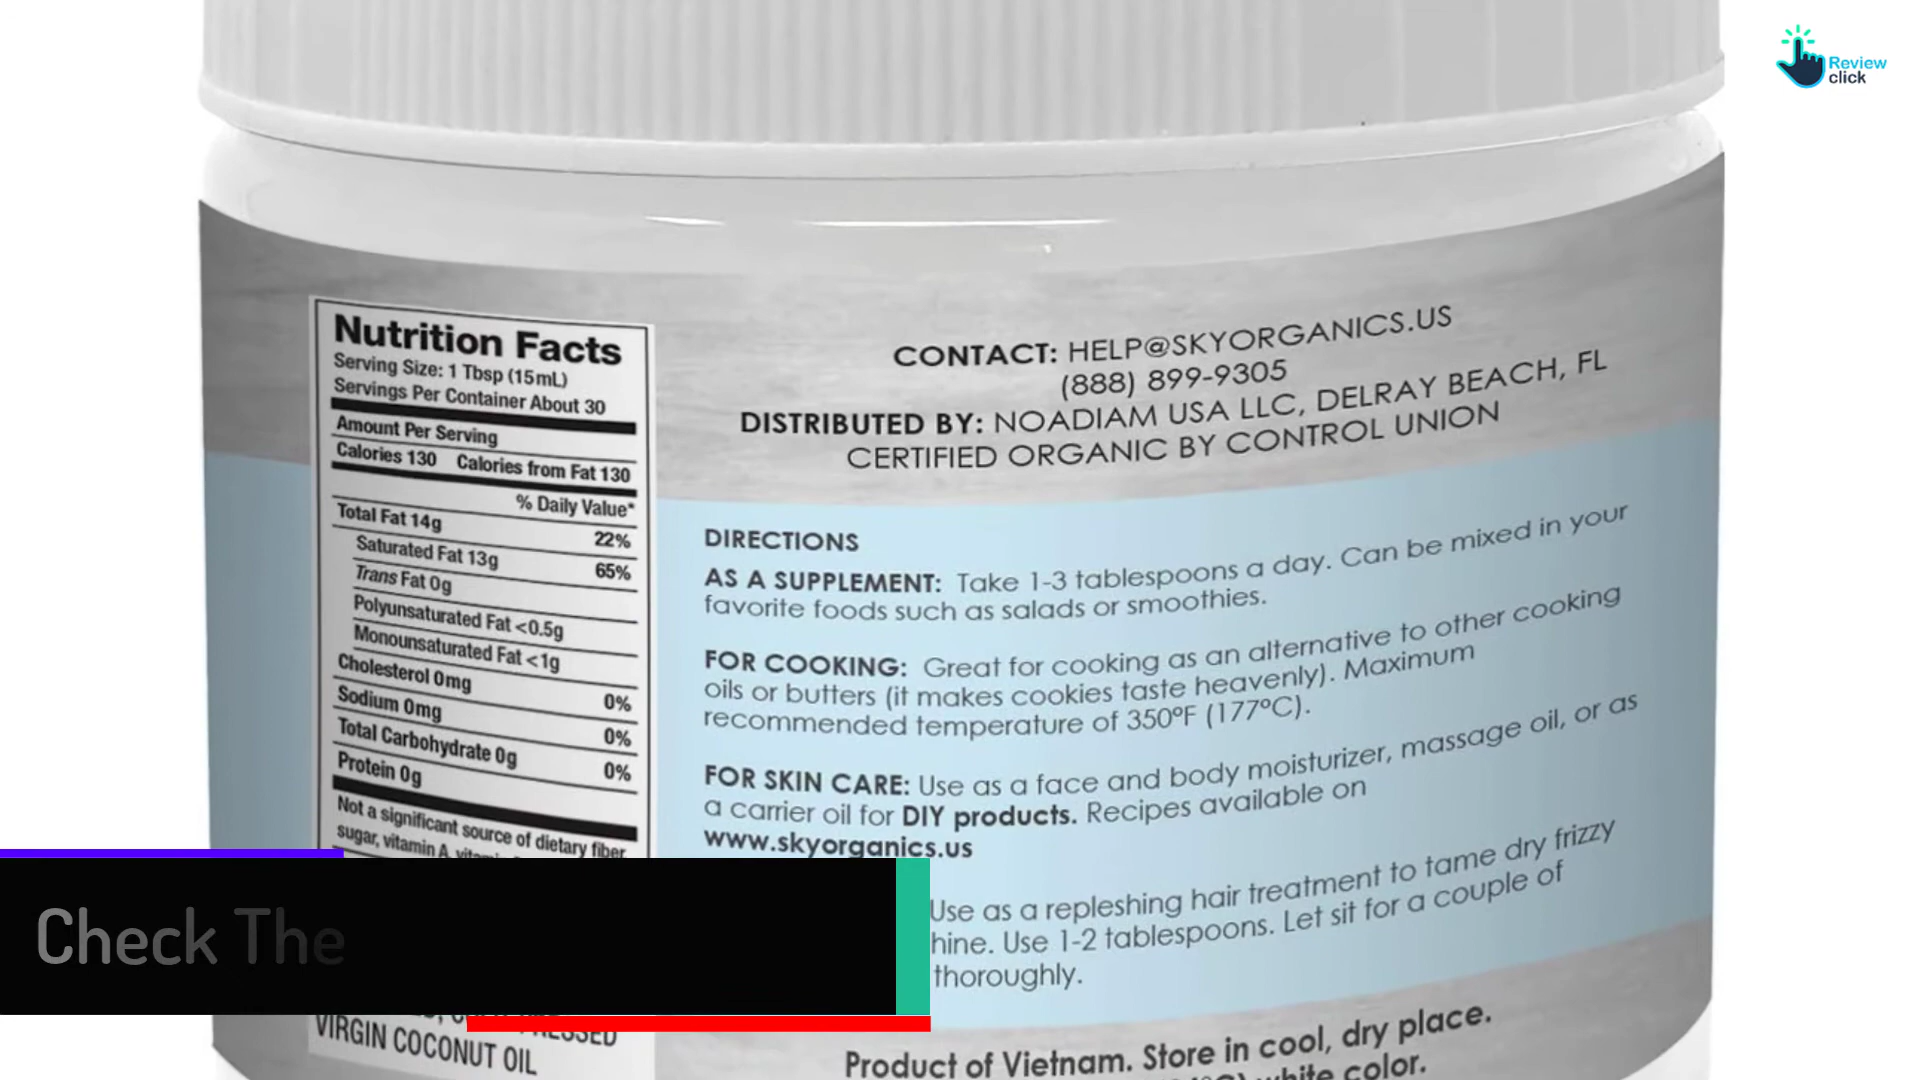 Review
click
Nutrition Facts
Serving Size: 1 Tbsp (15mL)
Servings Per Container About 30
Amount Per Serving
Calories 130 Calories from Fat 130
% Daily Value*
Total Fat 14g 22%
Saturated Fat 13g 65%
Trans Fat 0g
Polyunsaturated Fat <0.5g
Monounsaturated Fat <1g
Cholesterol 0mg 0%
Sodium 0mg 0%
Total Carbohydrate 0g 0%
Protein 0g
Not a significant source of dietary fiber,
sugar, vitamin A,
VIRGIN COCONUT OIL
CONTACT: HELP@SKYORGANICS.US
(888) 899-9305
DISTRIBUTED BY: NOADIAM USA LLC, DELRAY BEACH, FL
CERTIFIED ORGANIC BY CONTROL UNION
DIRECTIONS
AS A SUPPLEMENT: Take 1-3 tablespoons a day. Can be mixed in your
favorite foods such as salads or smoothies.
FOR COOKING: Great for cooking as an alternative to other cooking
oils or butters (it makes cookies taste heavenly). Maximum
recommended temperature of 350ºF (177ºC).
FOR SKIN CARE: Use as a face and body moisturizer, massage oil, or as
a carrier oil for DIY products. Recipes available on
www.skyorganics.us
Use as a repleshing hair treatment to tame dry frizzy
hine. Use 1-2 tablespoons. Let sit for a couple of
thoroughly.
Product of Vietnam. Store in cool, dry place.
white color.
Check The